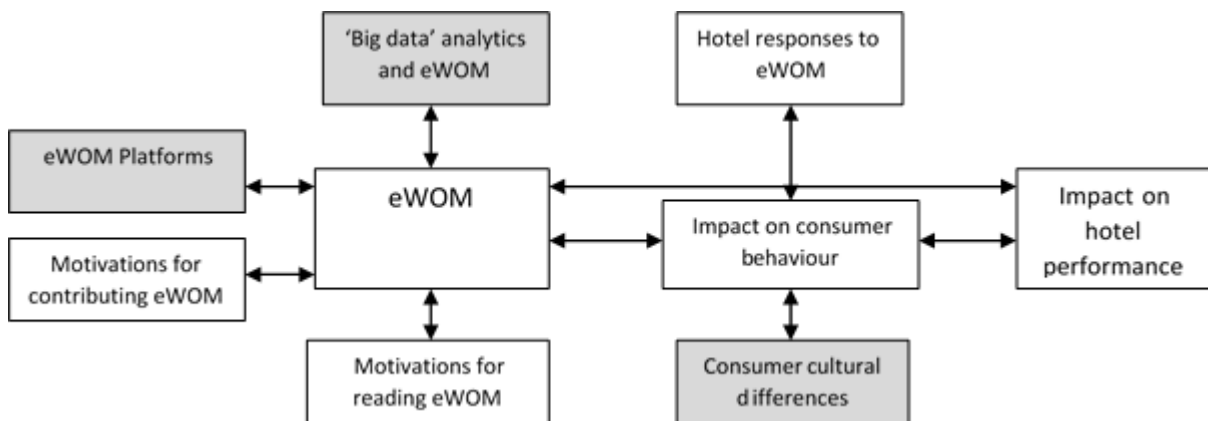 ‘Big data’ analytics
and eWOM
Hotel responses to
eWOM
eWOM Platforms
eWOM
Impact on
hotel
performance
Impact on consumer
behaviour
Motivations for
contributing eWOM
Motivations for
reading eWOM
Consumer cultural
differences